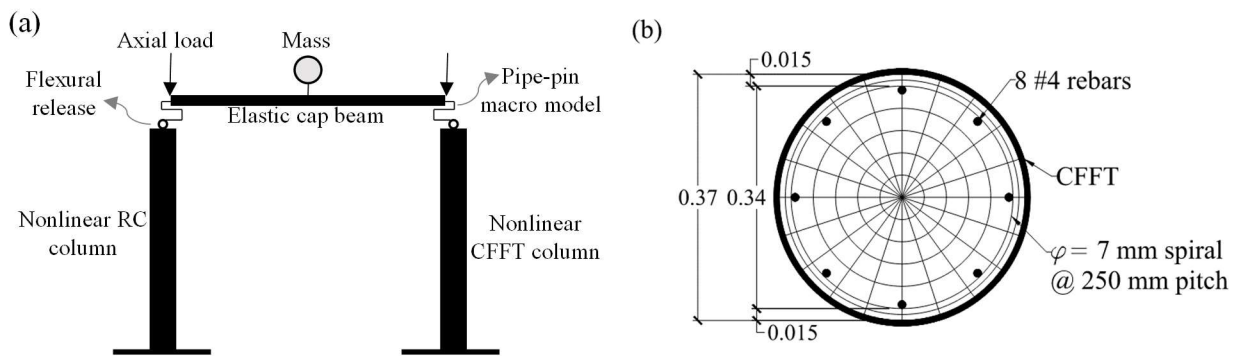 (a)
Axial load
Mass
Flexural
release
Pipe-pin
macro model
Elastic cap beam
Nonlinear RC
column
Nonlinear
CFFT column
(b)
0.015
8 #4 rebars
CFFT
0.37
0.34
φ = 7 mm spiral
@ 250 mm pitch
0.015